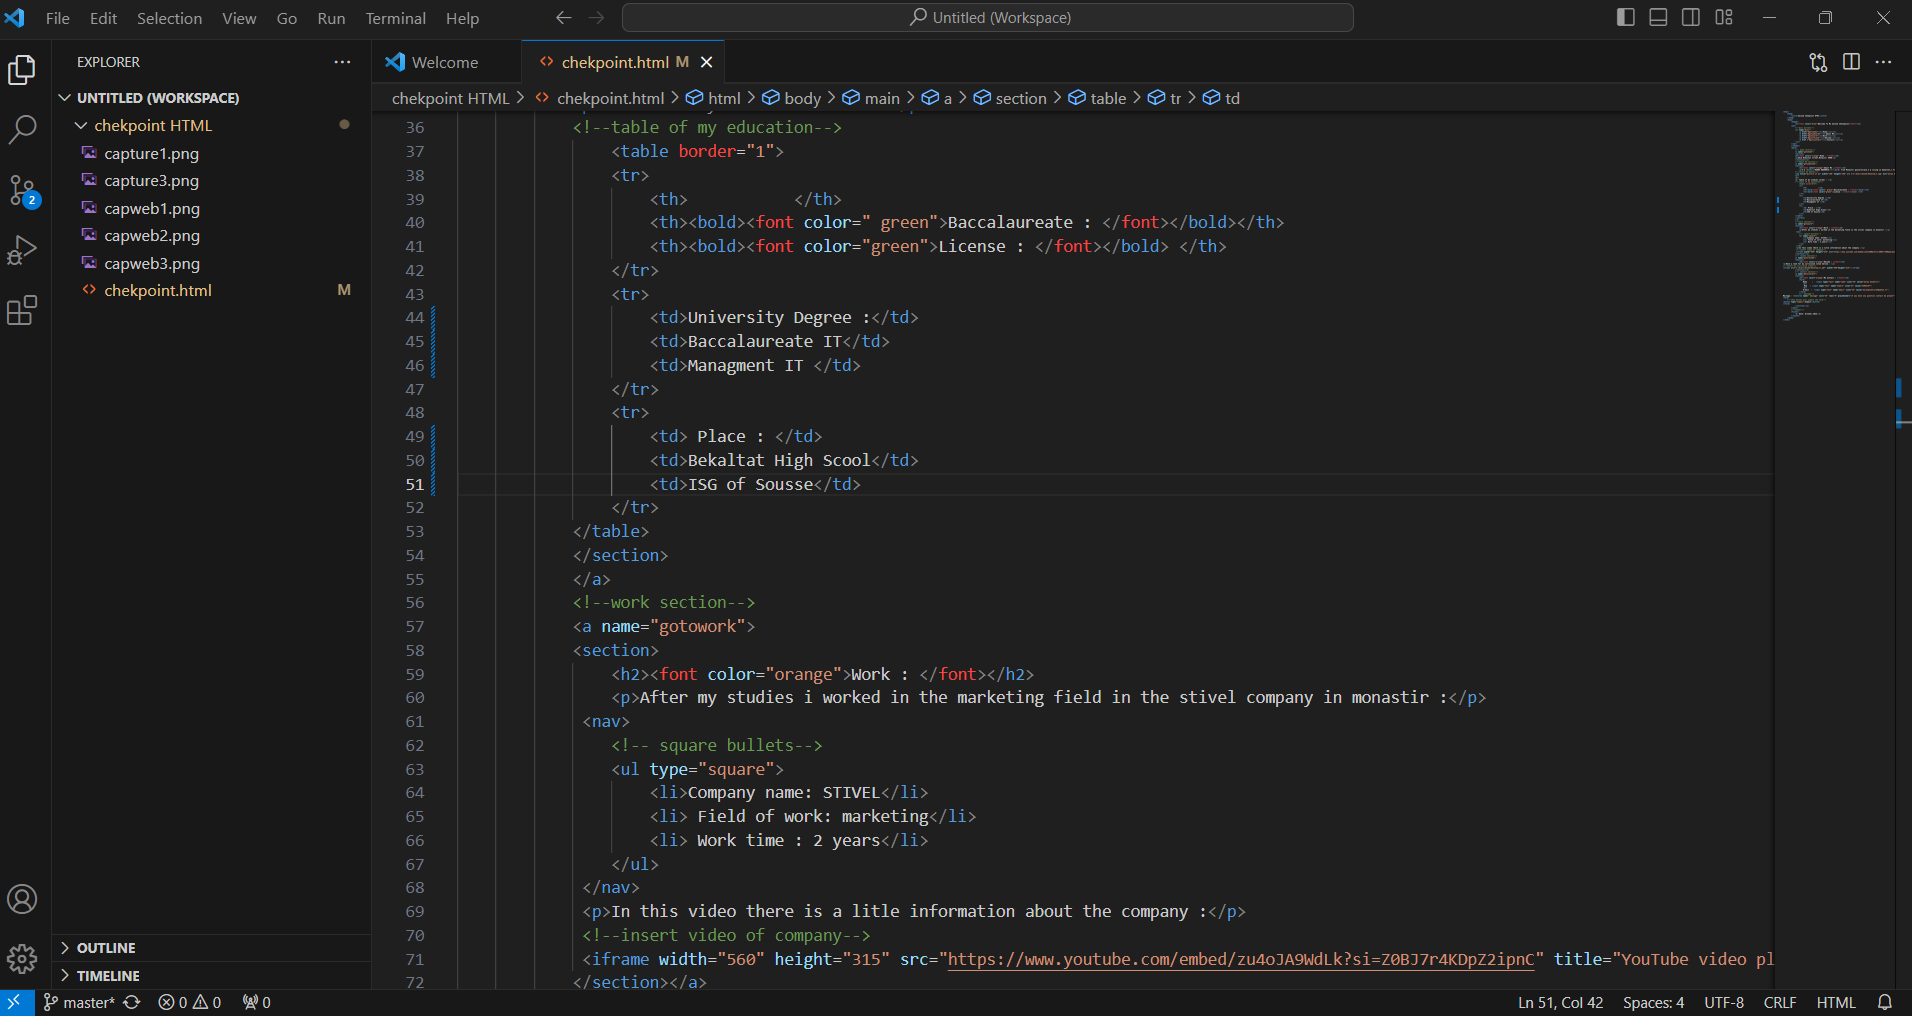 File Edit Selection View Go Run Terminal Help
Untitled (Workspace)
EXPLORER
UNTITLED (WORKSPACE)
chekpoint HTML
capture1.png
capture3.png
capweb1.png
capweb2.png
capweb3.png
chekpoint.html M
2
OUTLINE
TIMELINE
Welcome
chekpoint.html M
chekpoint HTML > chekpoint.html > html > body > main > a > section > table > tr > td
36 <!--table of my education-->
37 <table border="1">
38 <tr>
39 <th> </th>
40 <th><bold><font color=" green">Baccalaureate : </font></bold></th>
41 <th><bold><font color="green">License : </font></bold> </th>
42 </tr>
43 <tr>
44 <td>University Degree :</td>
45 <td>Baccalaureate IT</td>
46 <td>Managment IT </td>
47 </tr>
48 <tr>
49 <td> Place : </td>
50 <td>Bekaltat High Scool</td>
51 <td>ISG of Sousse</td>
52 </tr>
53 </table>
54 </section>
55 </a>
56 <!--work section-->
57 <a name="gotowork">
58 <section>
59 <h2><font color="orange">Work : </font></h2>
60 <p>After my studies i worked in the marketing field in the stivel company in monastir :</p>
61 <nav>
62 <!-- square bullets-->
63 <ul type="square">
64 <li>Company name: STIVEL</li>
65 <li> Field of work: marketing</li>
66 <li> Work time : 2 years</li>
67 </ul>
68 </nav>
69 <p>In this video there is a litle information about the company :</p>
70 <!--insert video of company-->
71 <iframe width="560" height="315" src="https://www.youtube.com/embed/zu4oJA9WdLk?si=Z0BJ7r4KDpZ2ipnC" title="YouTube video pl
72 </section></a>
master* 0 0 0 Ln 51, Col 42 Spaces: 4 UTF-8 CRLF HTML